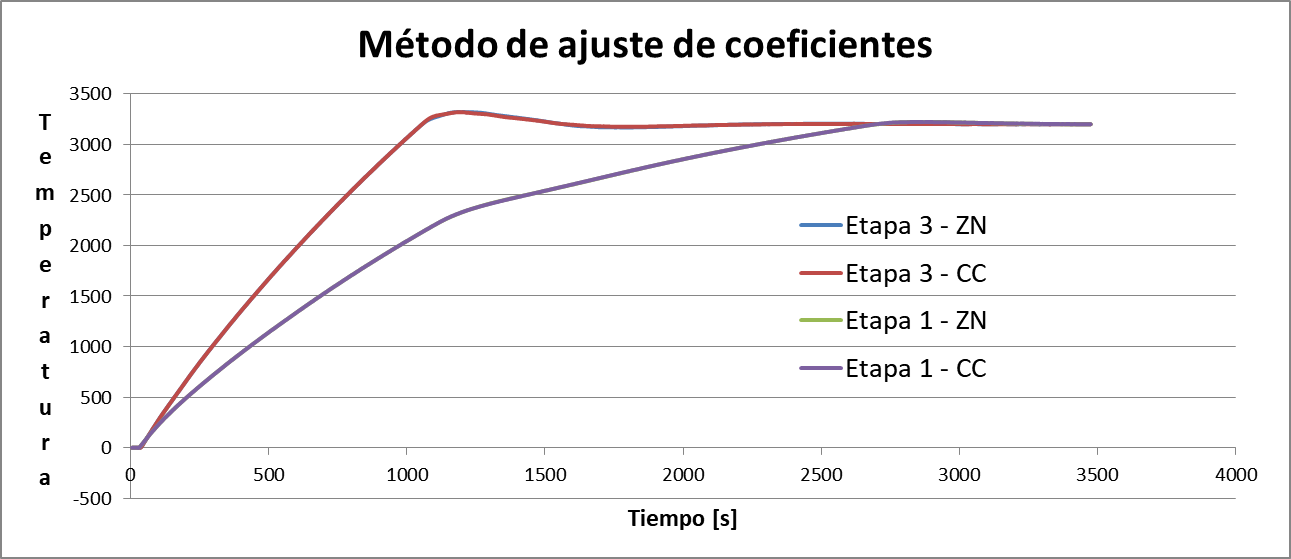 Método de ajuste de coeficientes
Temperatura
3500
3000
2500
2000
1500
1000
500
0
-500
0 500 1000 1500 2000 2500 3000 3500 4000
Tiempo [s]
Etapa 3 - ZN
Etapa 3 - CC
Etapa 1 - ZN
Etapa 1 - CC